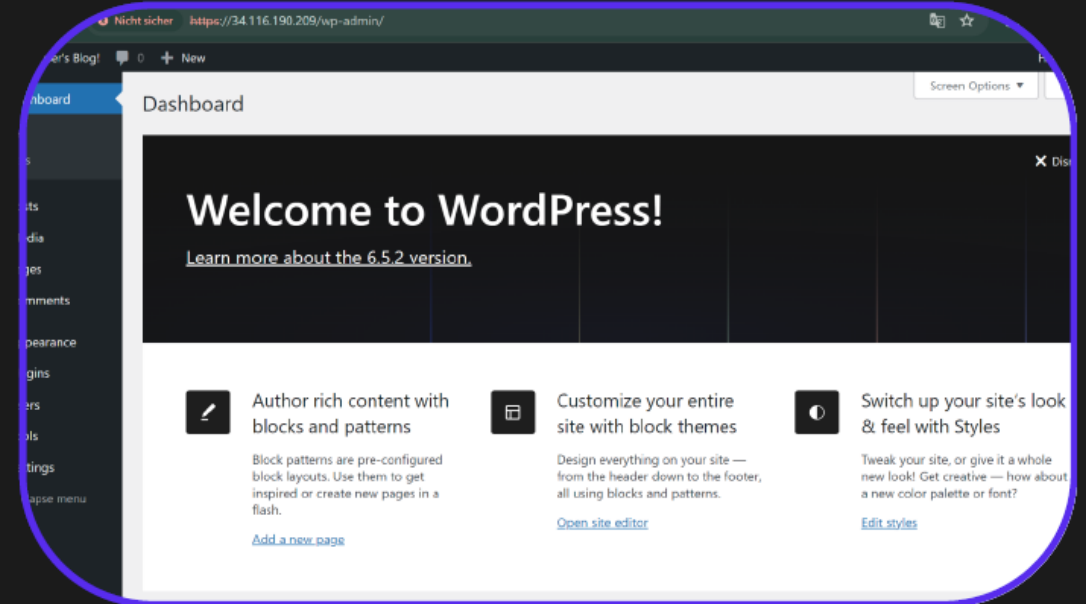 Nicht sicher https://34.116.190.209/wp-admin/
er's Blog! 0 New
nboard
Screen Options
Dashboard
s
Welcome to WordPress!
Learn more about the 6.5.2 version.
sts
dia
ges
mments
pearance
gins
ers
ols
tings
apse menu
Author rich content with
blocks and patterns
Block patterns are pre-configured
block layouts. Use them to get
inspired or create new pages in a
flash.
Add a new page
Customize your entire
site with block themes
Design everything on your site —
from the header down to the footer,
all using blocks and patterns.
Open site editor
Switch up your site's look
& feel with Styles
Tweak your site, or give it a whole
new look! Get creative — how about
a new color palette or font?
Edit styles